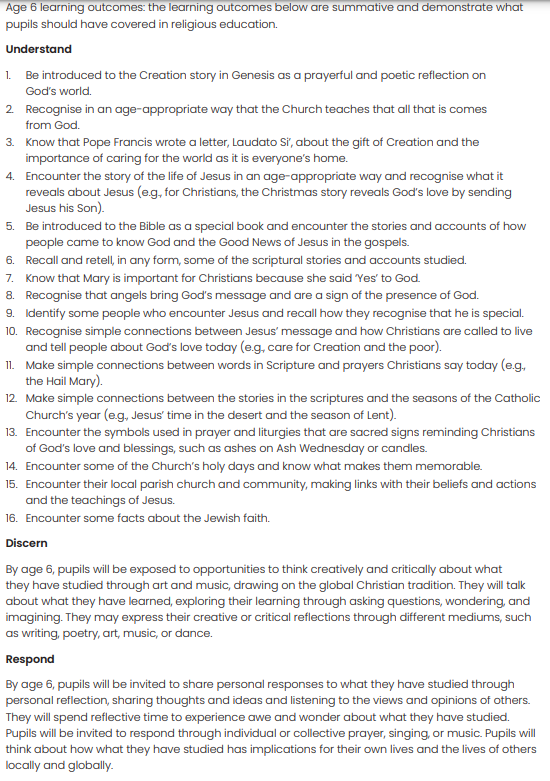 Age 6 learning outcomes: the learning outcomes below are summative and demonstrate what
pupils should have covered in religious education.
Understand
1. Be introduced to the Creation story in Genesis as a prayerful and poetic reflection on
God's world.
2. Recognise in an age-appropriate way that the Church teaches that all that is comes
from God.
3. Know that Pope Francis wrote a letter, Laudato Si', about the gift of Creation and the
importance of caring for the world as it is everyone's home.
4. Encounter the story of the life of Jesus in an age-appropriate way and recognise what it
reveals about Jesus (e.g., for Christians, the Christmas story reveals God's love by sending
Jesus his Son).
5. Be introduced to the Bible as a special book and encounter the stories and accounts of how
people came to know God and the Good News of Jesus in the gospels.
6. Recall and retell, in any form, some of the scriptural stories and accounts studied.
7. Know that Mary is important for Christians because she said 'Yes' to God.
8. Recognise that angels bring God's message and are a sign of the presence of God.
9. Identify some people who encounter Jesus and recall how they recognise that he is special.
10. Recognise simple connections between Jesus' message and how Christians are called to live
and tell people about God's love today (e.g., care for Creation and the poor).
11. Make simple connections between words in Scripture and prayers Christians say today (e.g.,
the Hail Mary).
12. Make simple connections between the stories in the scriptures and the seasons of the Catholic
Church's year (e.g., Jesus' time in the desert and the season of Lent).
13. Encounter the symbols used in prayer and liturgies that are sacred signs reminding Christians
of God's love and blessings, such as ashes on Ash Wednesday or candles.
14. Encounter some of the Church's holy days and know what makes them memorable.
15. Encounter their local parish church and community, making links with their beliefs and actions
and the teachings of Jesus.
16. Encounter some facts about the Jewish faith.
Discern
By age 6, pupils will be exposed to opportunities to think creatively and critically about what
they have studied through art and music, drawing on the global Christian tradition. They will talk
about what they have learned, exploring their learning through asking questions, wondering, and
imagining. They may express their creative or critical reflections through different mediums, such
as writing, poetry, art, music, or dance.
Respond
By age 6, pupils will be invited to share personal responses to what they have studied through
personal reflection, sharing thoughts and ideas and listening to the views and opinions of others.
They will spend reflective time to experience awe and wonder about what they have studied.
Pupils will be invited to respond through individual or collective prayer, singing, or music. Pupils will
think about how what they have studied has implications for their own lives and the lives of others
locally and globally.